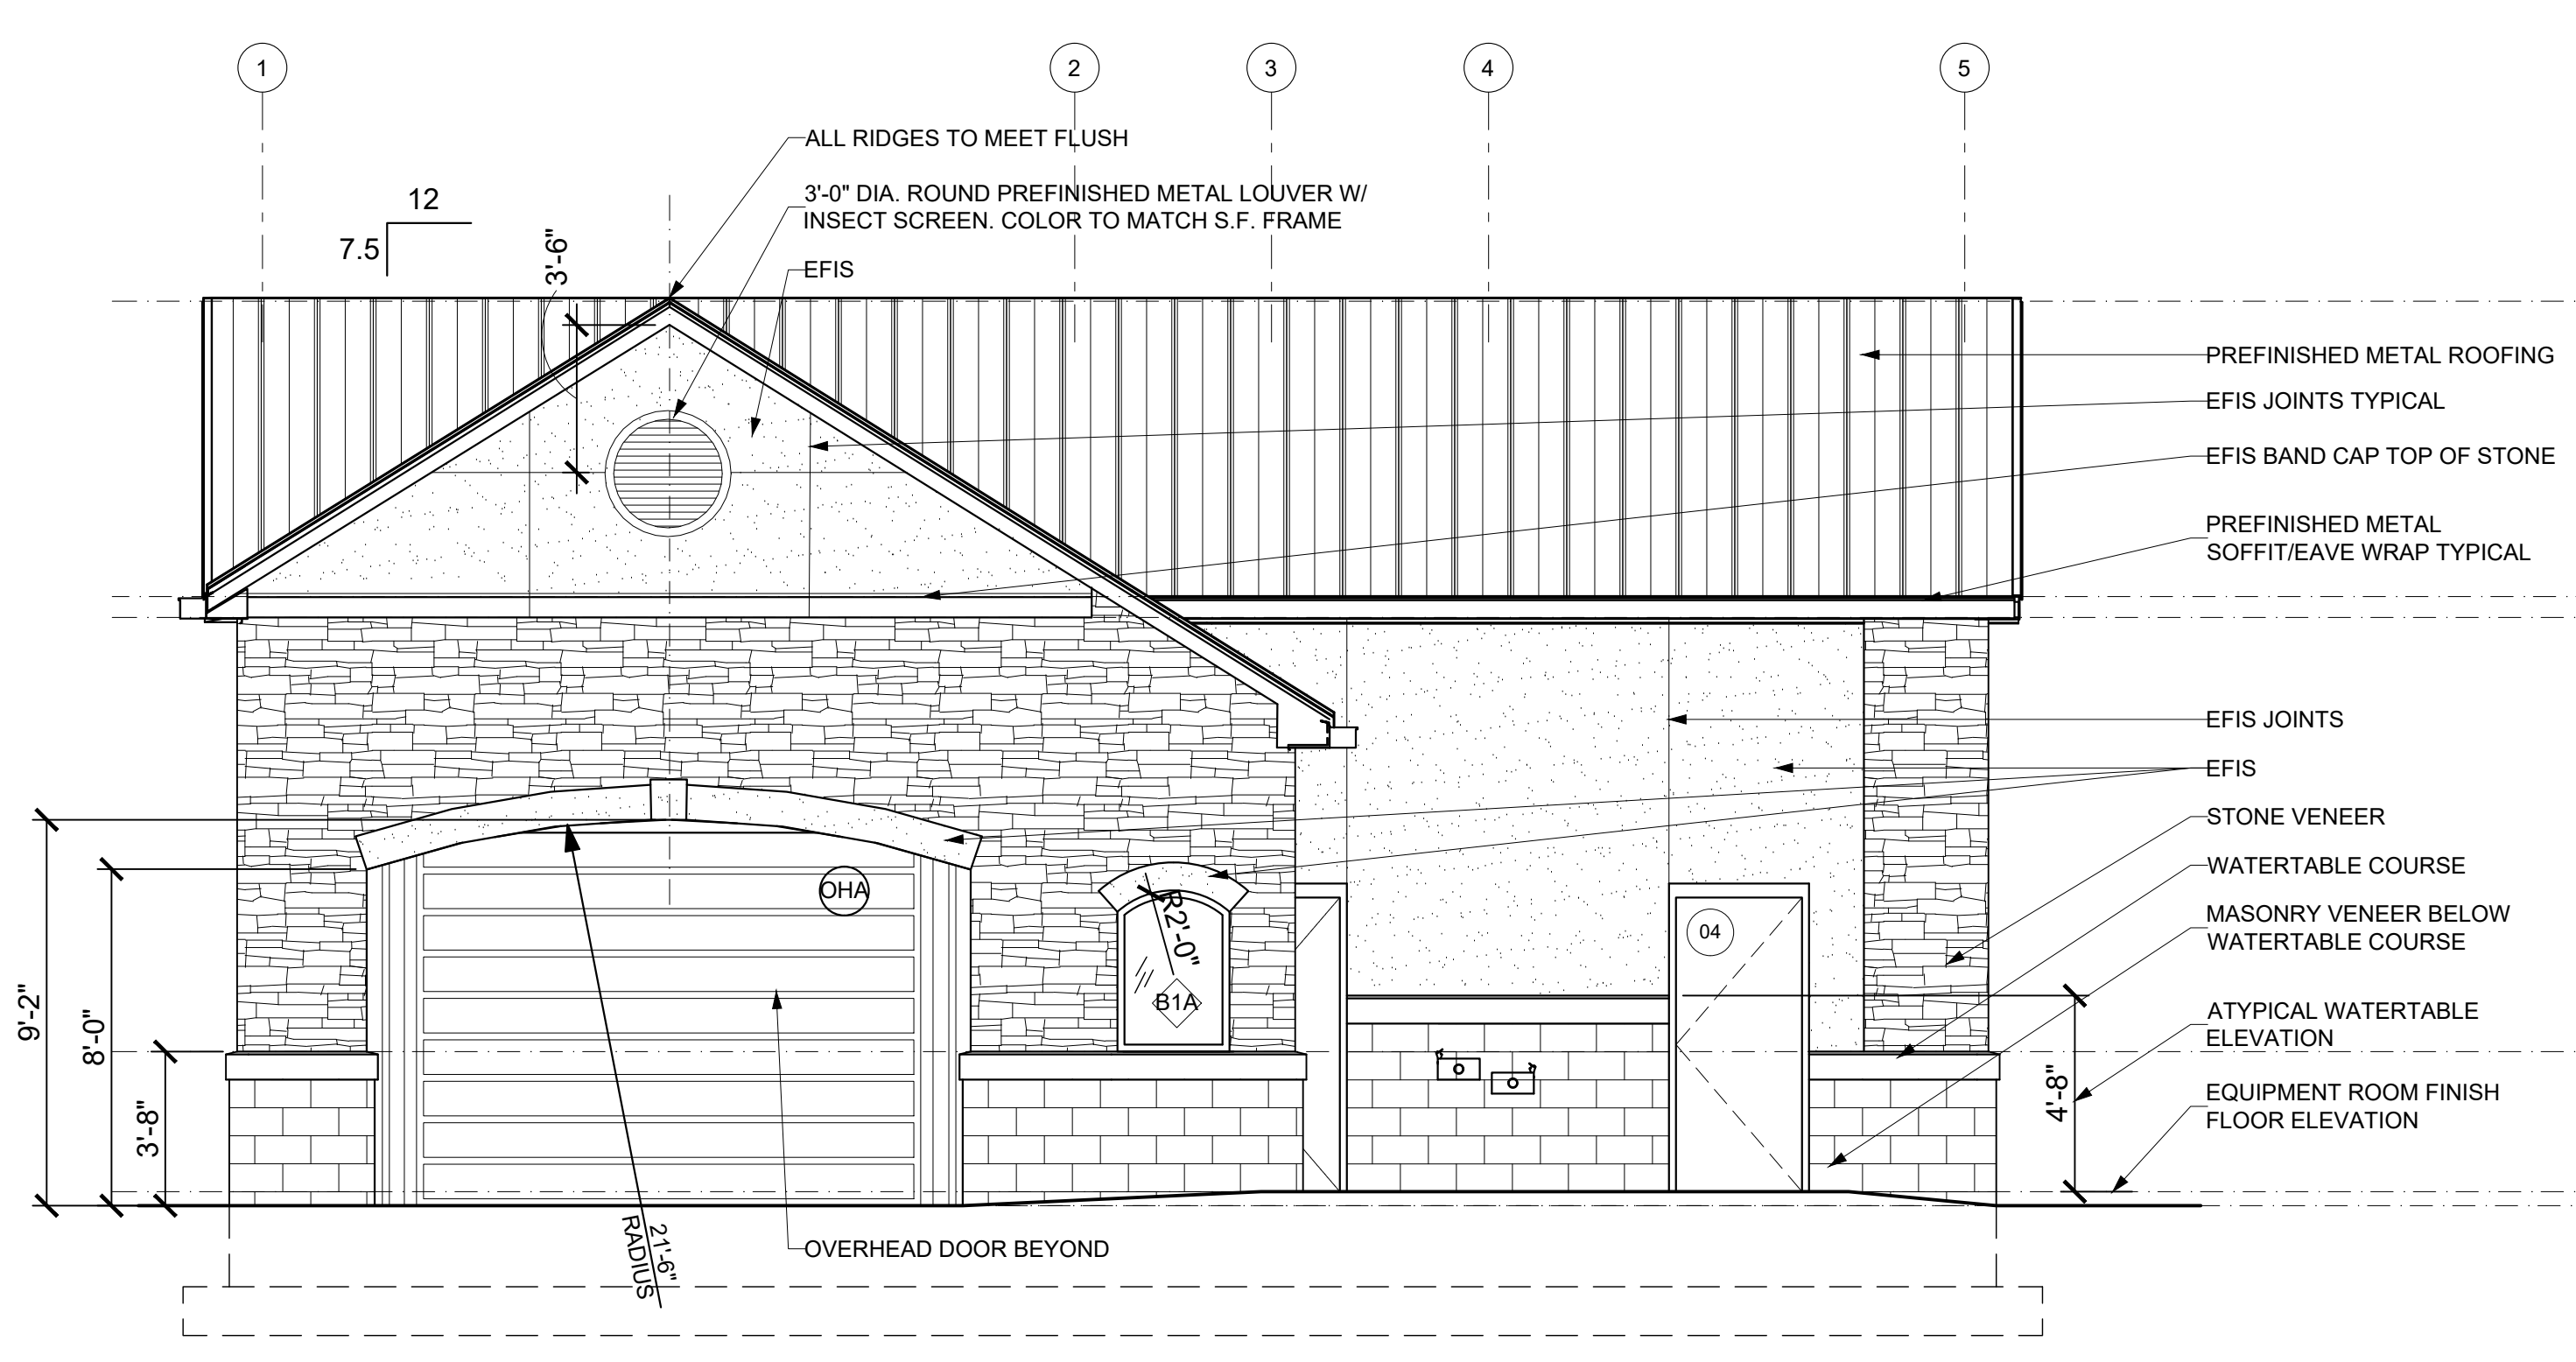 1
2
3
4
5
ALL RIDGES TO MEET FLUSH
3'-0" DIA. ROUND PREFINISHED METAL LOUVER W/
INSECT SCREEN. COLOR TO MATCH S.F. FRAME
12
7.5
3'-6"
EFIS
PREFINISHED METAL ROOFING
EFIS JOINTS TYPICAL
EFIS BAND CAP TOP OF STONE
PREFINISHED METAL
SOFFIT/EAVE WRAP TYPICAL
EFIS JOINTS
EFIS
STONE VENEER
WATERTABLE COURSE
MASONRY VENEER BELOW
WATERTABLE COURSE
ATYPICAL WATERTABLE
ELEVATION
EQUIPMENT ROOM FINISH
FLOOR ELEVATION
OHA
R2'-0"
B1A
04
9'-2"
8'-0"
3'-8"
4'-8"
21'-6"
RADIUS
OVERHEAD DOOR BEYOND